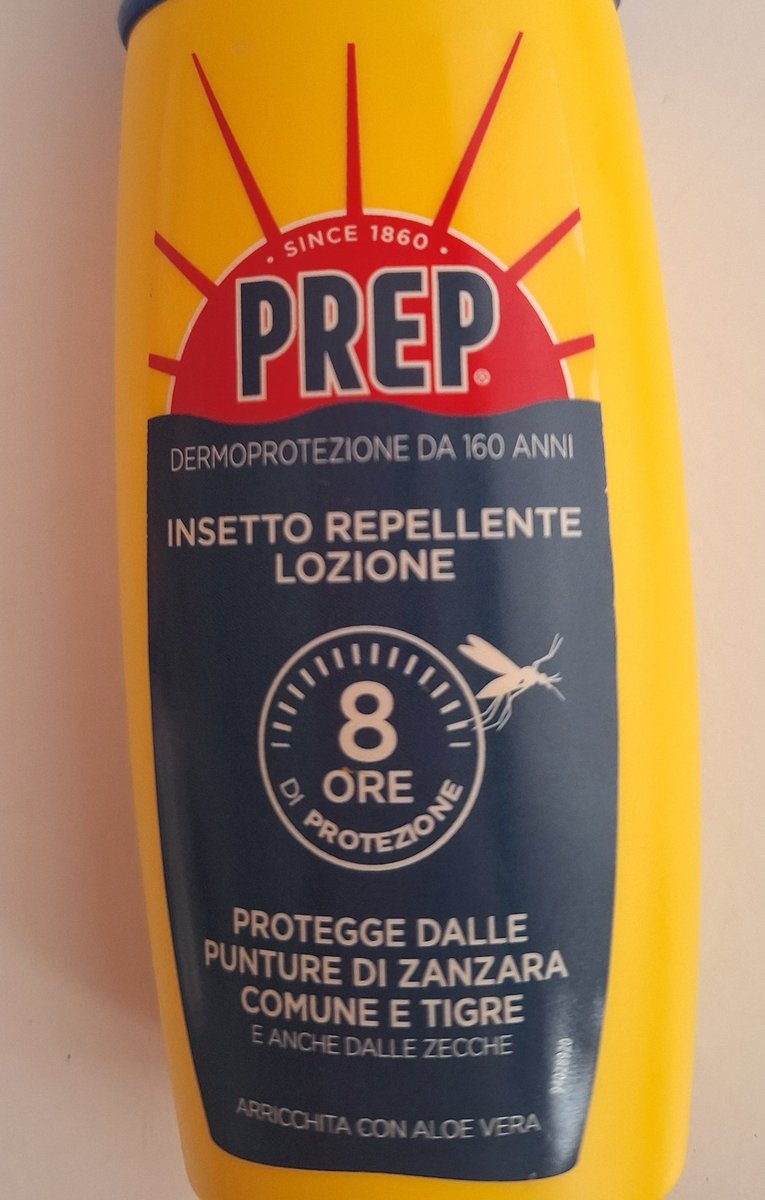 · SINCE 1860 ·
PREP®
DERMOPROTEZIONE DA 160 ANNI
INSETTO REPELLENTE
LOZIONE
8
ORE
DI PROTEZIONE
PROTEGGE DALLE
PUNTURE DI ZANZARA
COMUNE E TIGRE
E ANCHE DALLE ZECCHE
ARRICCHITA CON ALOE VERA